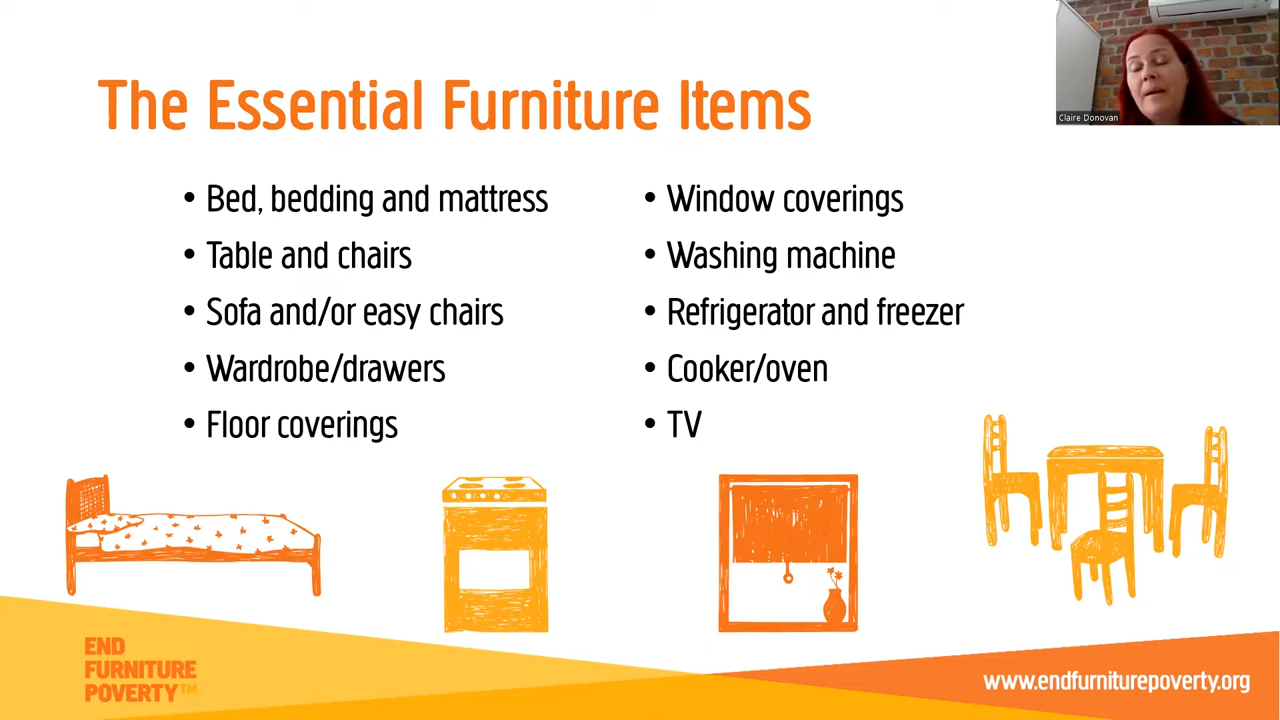 The Essential Furniture Items
Claire Donovan
• Bed, bedding and mattress
• Table and chairs
• Sofa and/or easy chairs
• Wardrobe/drawers
• Floor coverings
• Window coverings
• Washing machine
• Refrigerator and freezer
• Cooker/oven
• TV
END
FURNITURE
POVERTY™
www.endfurniturepoverty.org